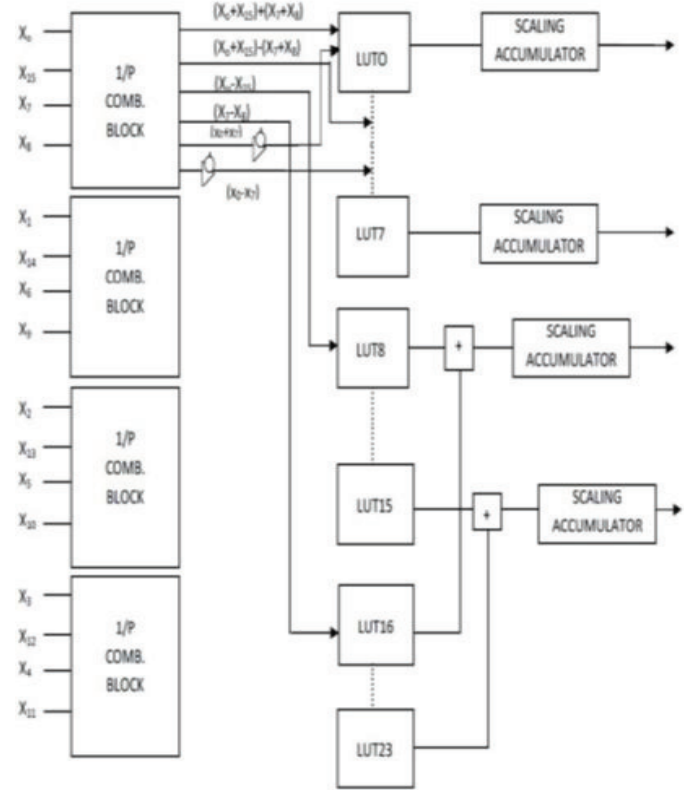 X₀
X₁₅
X₇
X₈
1/P
COMB.
BLOCK
(X₀+X₁₅)+(X₇+X₈)
(X₀+X₁₅)-(X₇+X₈)
(X₀-X₁₅)
(X₇-X₈)
(x₀+x₇)
(x₀-x₇)
LUT0
SCALING
ACCUMULATOR
X₁
X₁₄
X₆
X₉
1/P
COMB.
BLOCK
LUT7
SCALING
ACCUMULATOR
LUT8
+
SCALING
ACCUMULATOR
X₂
X₁₃
X₅
X₁₀
1/P
COMB.
BLOCK
LUT15
+
SCALING
ACCUMULATOR
X₃
X₁₂
X₄
X₁₁
1/P
COMB.
BLOCK
LUT16
LUT23